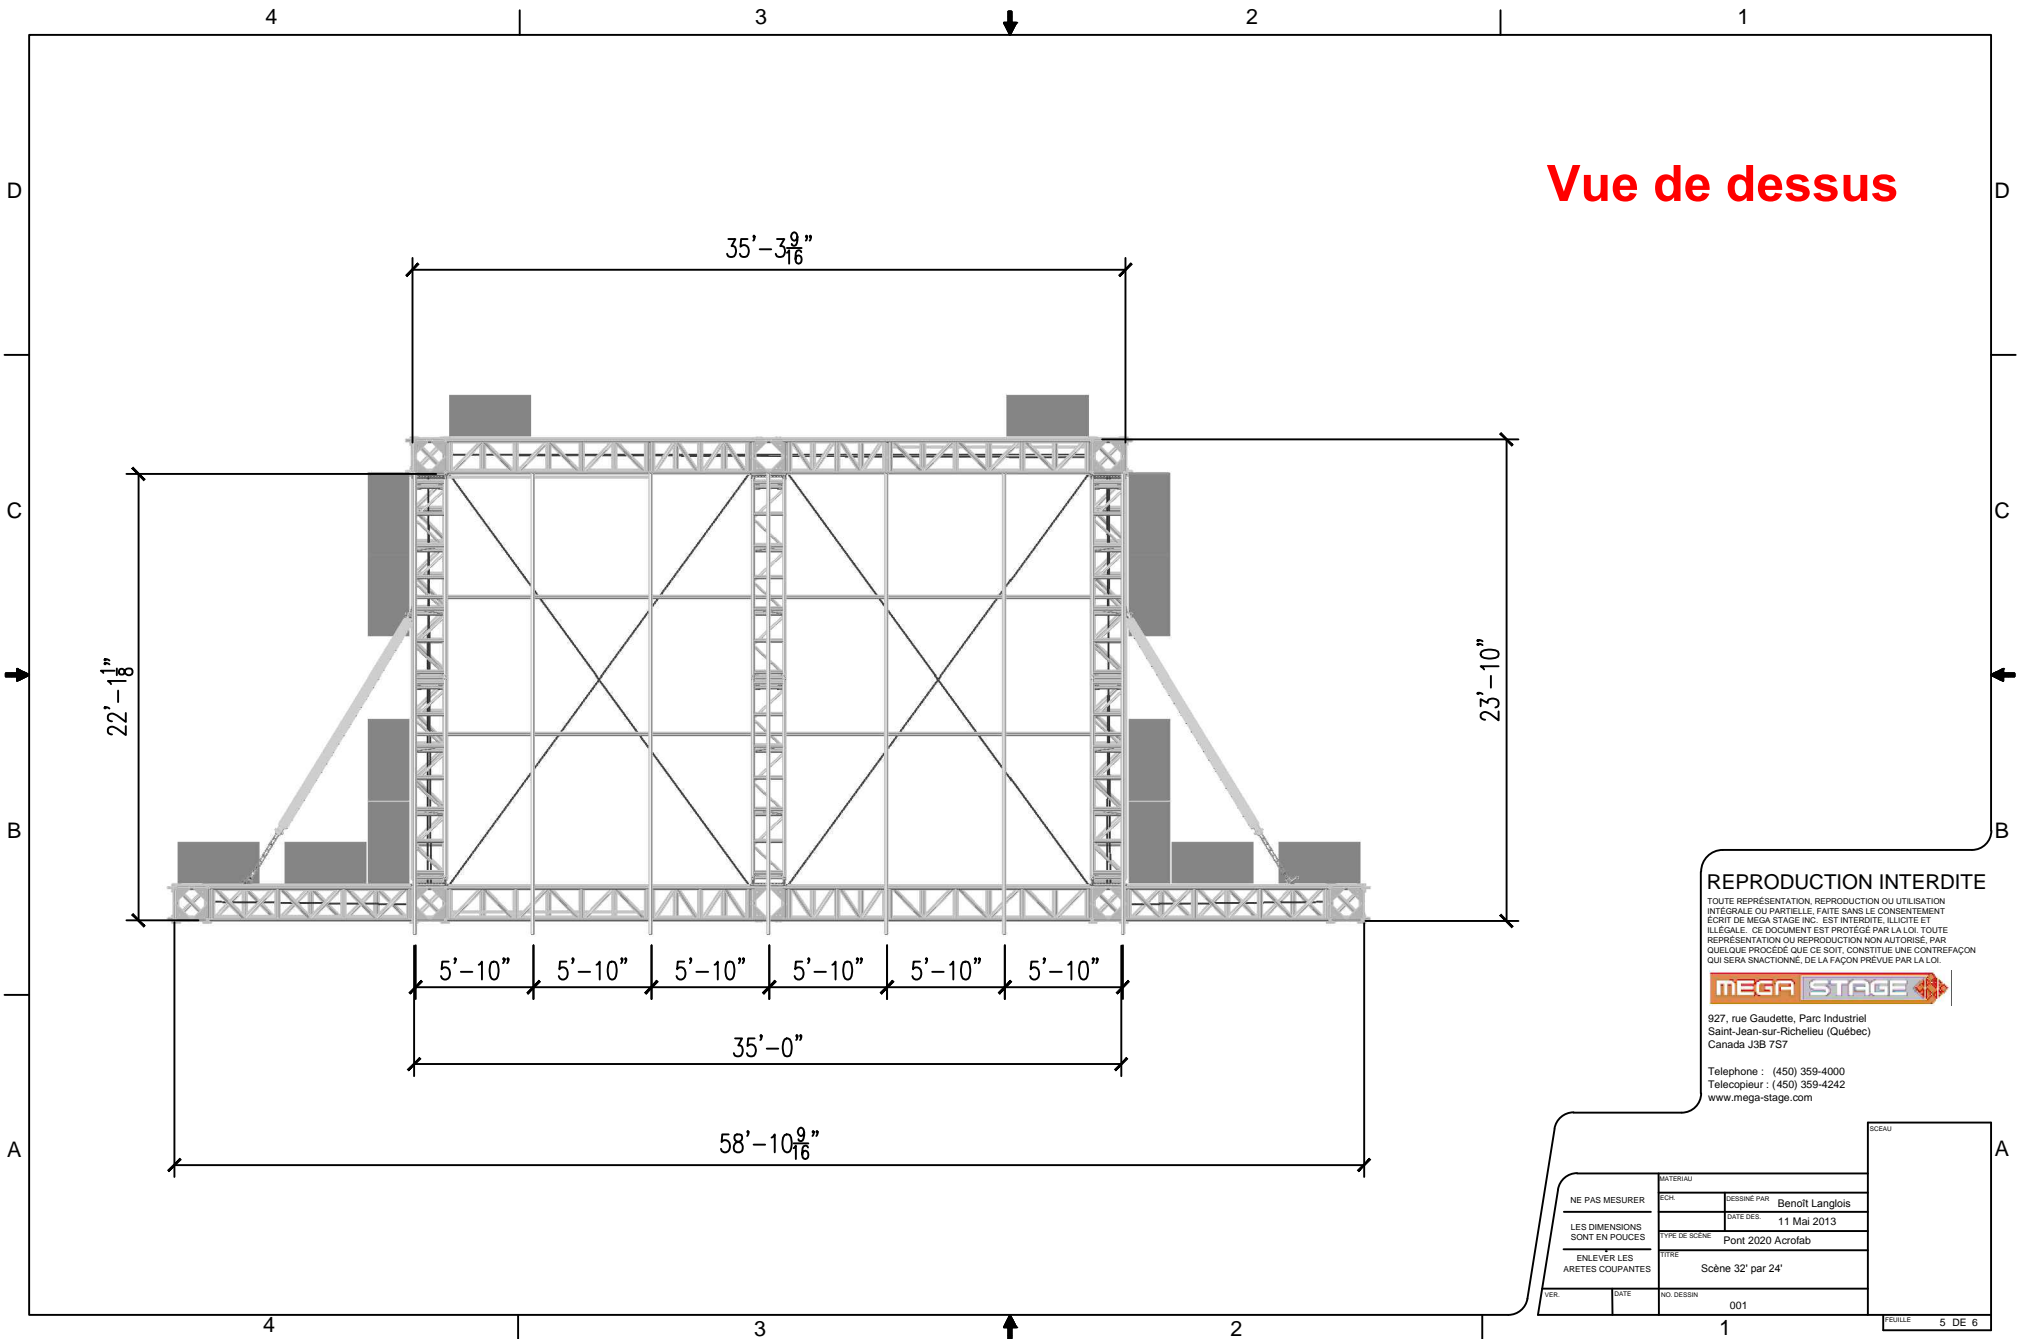 4 3 2 1
Vue de dessus
D D
35'-3 9/16"
C C
22'-1 1/8"
23'-10"
B B
5'-10" 5'-10" 5'-10" 5'-10" 5'-10" 5'-10"
35'-0"
58'-10 9/16"
A A
REPRODUCTION INTERDITE
TOUTE REPRÉSENTATION, REPRODUCTION OU UTILISATION
INTÉGRALE OU PARTIELLE, FAITE SANS LE CONSENTEMENT
ÉCRIT DE MEGA STAGE INC. EST INTERDITE, ILLICITE ET
ILLÉGALE. CE DOCUMENT EST PROTÉGÉ PAR LA LOI. TOUTE
REPRÉSENTATION OU REPRODUCTION NON AUTORISÉ, PAR
QUELQUE PROCÉDÉ QUE CE SOIT, CONSTITUE UNE CONTREFAÇON
QUI SERA SNACTIONNÉ, DE LA FAÇON PRÉVUE PAR LA LOI.
MEGA STAGE
927, rue Gaudette, Parc Industriel
Saint-Jean-sur-Richelieu (Québec)
Canada J3B 7S7
Telephone : (450) 359-4000
Telecopieur : (450) 359-4242
www.mega-stage.com
SCEAU
NE PAS MESURER
LES DIMENSIONS
SONT EN POUCES
ENLEVER LES
ARETES COUPANTES
MATERIAU
ECH.
DESSINÉ PAR Benoît Langlois
DATE DES. 11 Mai 2013
TYPE DE SCÈNE Pont 2020 Acrofab
TITRE
Scène 32' par 24'
VER. DATE NO. DESSIN
001
FEUILLE 5 DE 6
4 3 2 1